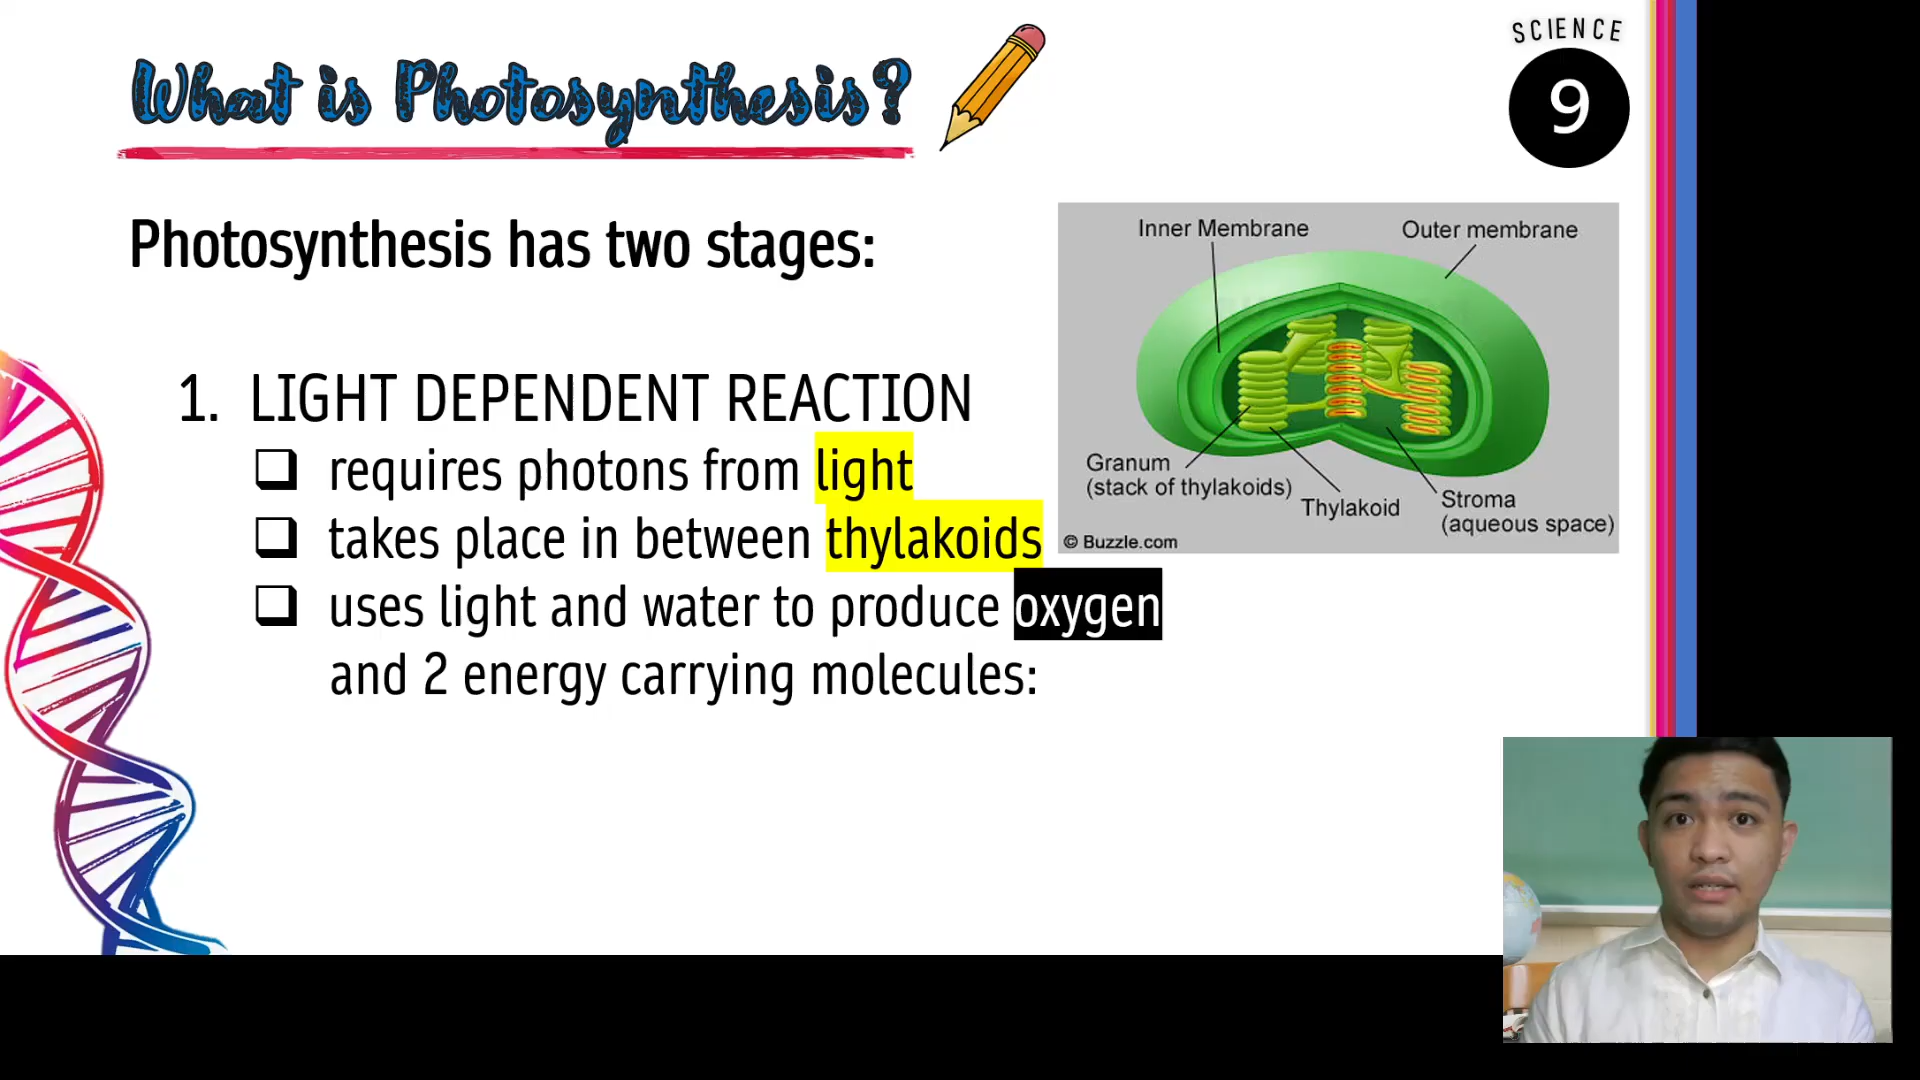 What is Photosynthesis?
SCIENCE
9
Photosynthesis has two stages:
1. LIGHT DEPENDENT REACTION
❑ requires photons from light
❑ takes place in between thylakoids
❑ uses light and water to produce oxygen
and 2 energy carrying molecules:
Inner Membrane
Outer membrane
Granum
(stack of thylakoids)
Thylakoid
Stroma
(aqueous space)
© Buzzle.com